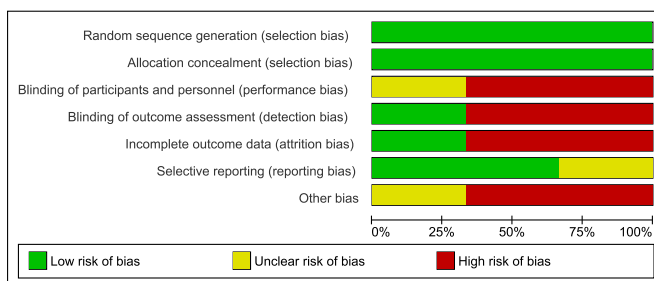 Random sequence generation (selection bias)
Allocation concealment (selection bias)
Blinding of participants and personnel (performance bias)
Blinding of outcome assessment (detection bias)
Incomplete outcome data (attrition bias)
Selective reporting (reporting bias)
Other bias
0% 25% 50% 75% 100%
Low risk of bias Unclear risk of bias High risk of bias